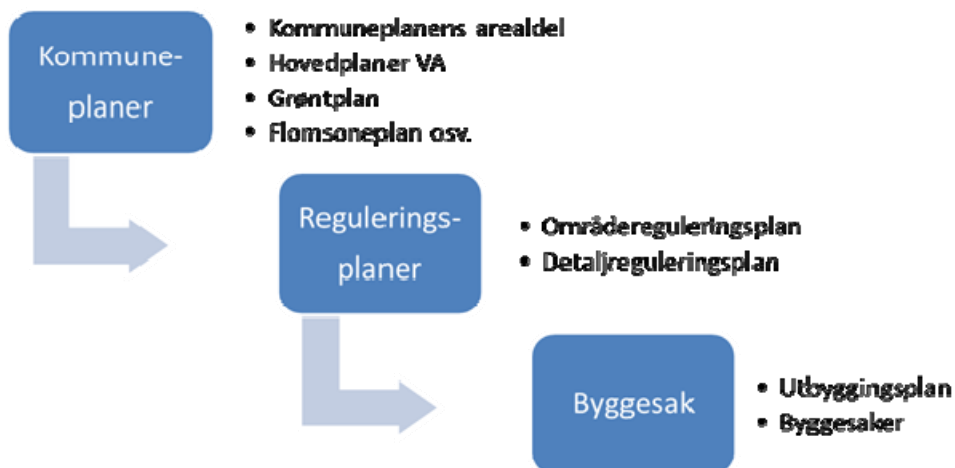 Kommune-
planer
• Kommuneplanens arealdel
• Hovedplaner VA
• Grøntplan
• Flomsoneplan osv.
Regulerings-
planer
• Områdereguleringsplan
• Detaljreguleringsplan
Byggesak
• Utbyggingsplan
• Byggesaker